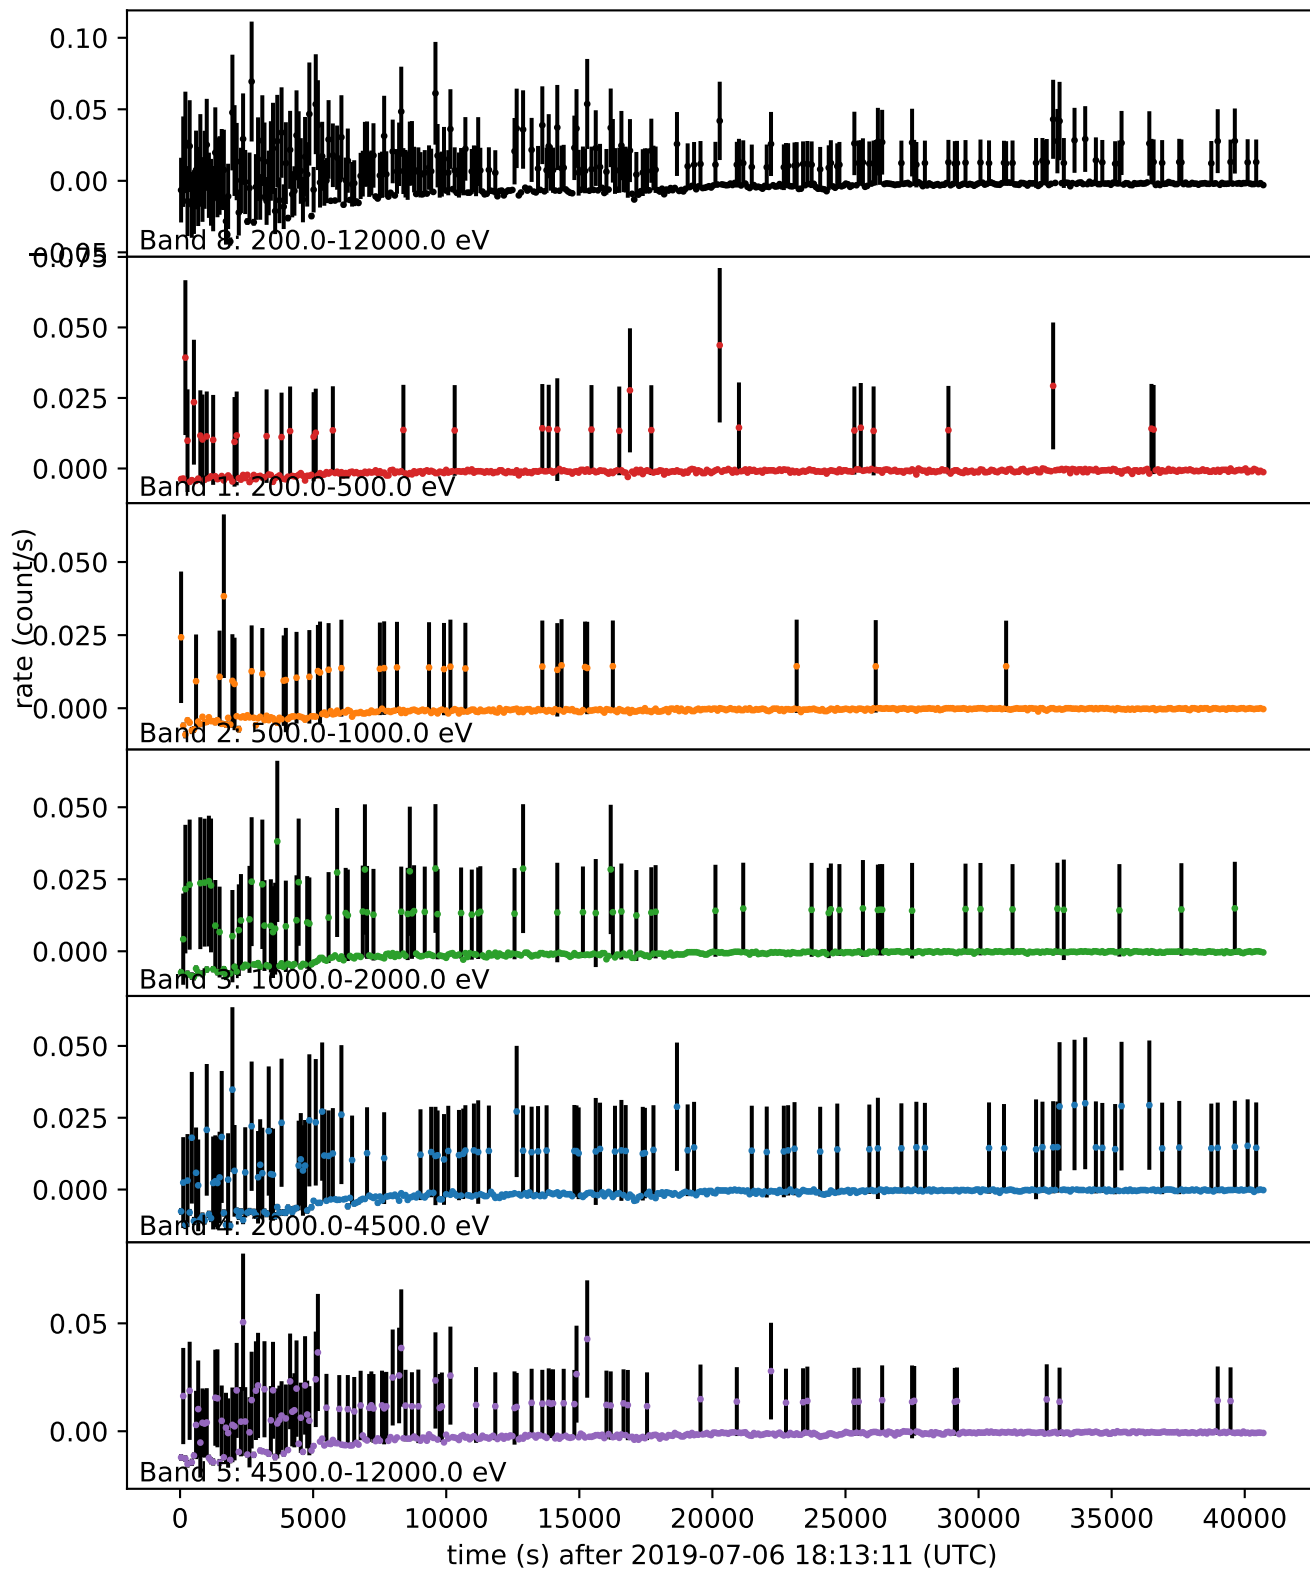 0.10
0.05
0.00
−0.05
Band 8: 200.0-12000.0 eV
0.075
0.050
0.025
0.000
Band 1: 200.0-500.0 eV
rate (count/s)
0.050
0.025
0.000
Band 2: 500.0-1000.0 eV
0.050
0.025
0.000
Band 3: 1000.0-2000.0 eV
0.050
0.025
0.000
Band 4: 2000.0-4500.0 eV
0.05
0.00
Band 5: 4500.0-12000.0 eV
0 5000 10000 15000 20000 25000 30000 35000 40000
time (s) after 2019-07-06 18:13:11 (UTC)